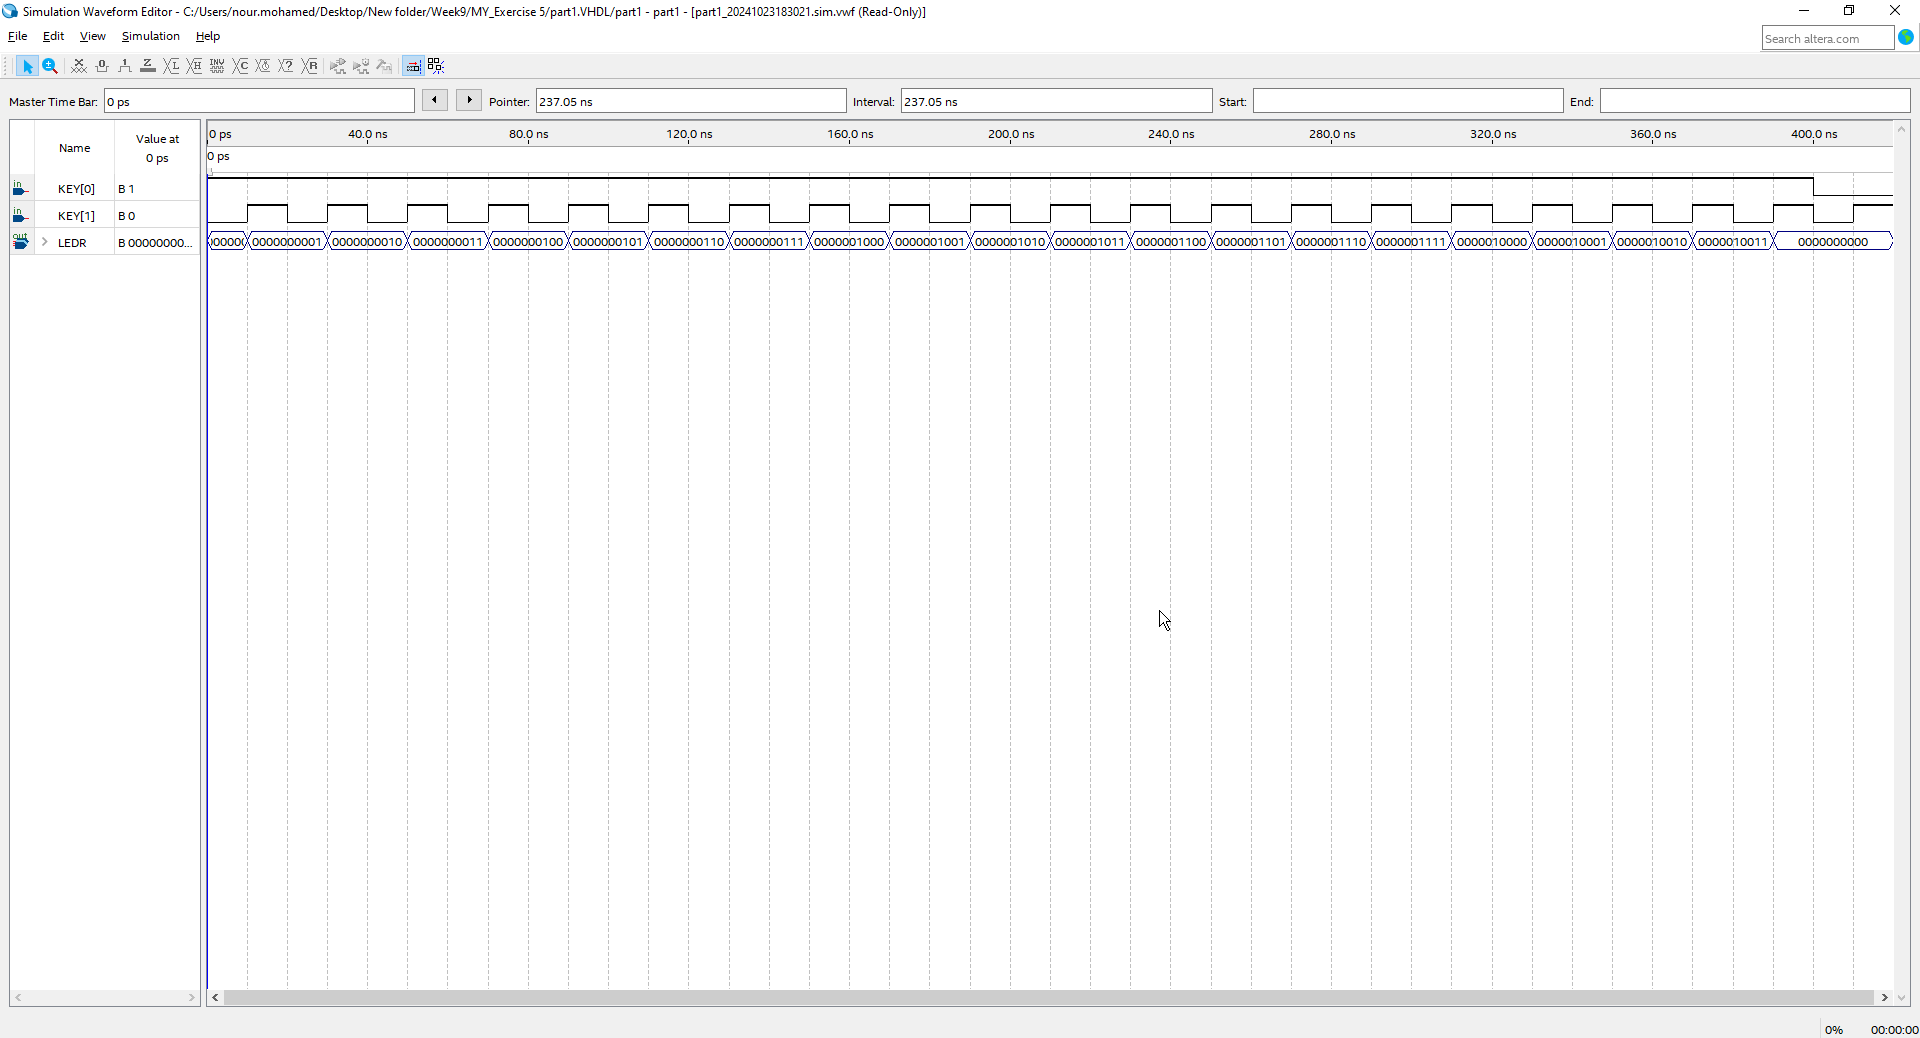 Simulation Waveform Editor - C:/Users/nour.mohamed/Desktop/New folder/Week9/MY_Exercise 5/part1.VHDL/part1 - part1 - [part1_20241023183021.sim.vwf (Read-Only)]
File Edit View Simulation Help
Search altera.com
Master Time Bar: 0 ps Pointer: 237.05 ns Interval: 237.05 ns Start: End:
Name Value at 0 ps
0 ps 40.0 ns 80.0 ns 120.0 ns 160.0 ns 200.0 ns 240.0 ns 280.0 ns 320.0 ns 360.0 ns 400.0 ns
0 ps
in KEY[0] B 1
in KEY[1] B 0
out LEDR B 00000000... 0000000001 0000000010 0000000011 0000000100 0000000101 0000000110 0000000111 0000001000 0000001001 0000001010 0000001011 0000001100 0000001101 0000001110 0000001111 0000010000 0000010001 0000010010 0000010011 0000000000
0% 00:00:00